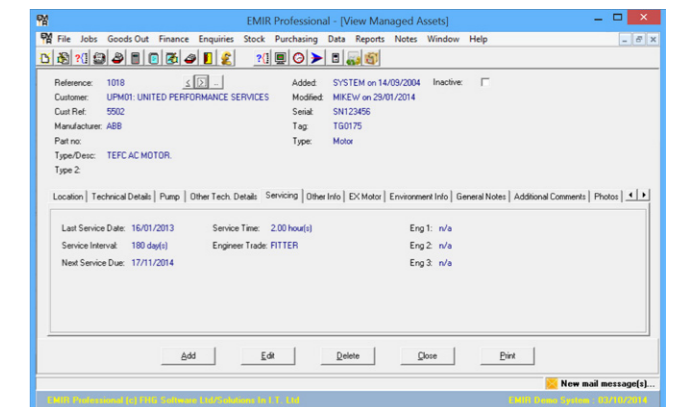 EMIR Professional - [View Managed Assets]
File Jobs Goods Out Finance Enquiries Stock Purchasing Data Reports Notes Window Help
Reference: 1018 Added: SYSTEM on 14/09/2004 Inactive:
Customer: UPM01: UNITED PERFORMANCE SERVICES Modified: MIKEW on 29/01/2014
Cust Ref: 5502 Serial: SN123456
Manufacturer: ABB Tag: TG0175
Part no: Type: Motor
Type/Desc: TEFC AC MOTOR.
Type 2:
Location Technical Details Pump Other Tech. Details Servicing Other Info EX Motor Environment Info General Notes Additional Comments Photos
Last Service Date: 16/01/2013 Service Time: 2.00 hour(s) Eng 1: n/a
Service Interval: 180 day(s) Engineer Trade: FITTER Eng 2: n/a
Next Service Due: 17/11/2014 Eng 3: n/a
Add Edit Delete Close Print
New mail message(s)...
EMIR Professional (c) FHG Software Ltd/Solutions In I.T. Ltd EMIR Demo System : 03/10/2014